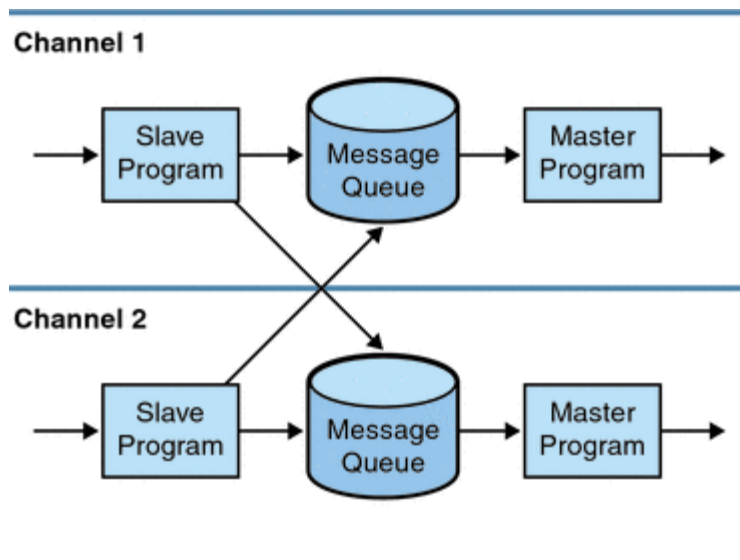 Channel 1
Slave
Program
Message
Queue
Master
Program
Channel 2
Slave
Program
Message
Queue
Master
Program